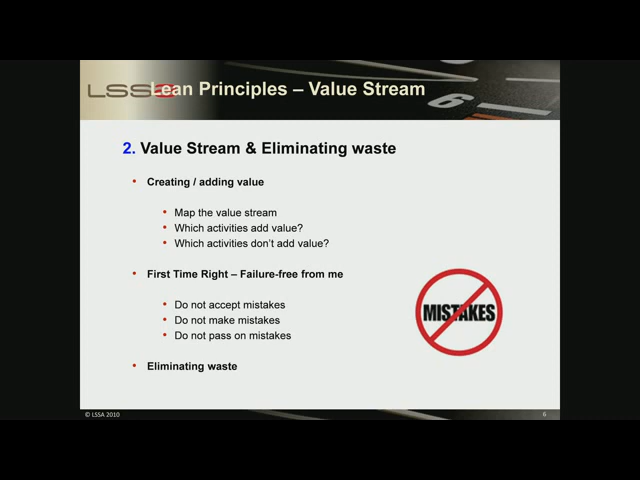 LSSA
Lean Principles – Value Stream
6
2. Value Stream & Eliminating waste
• Creating / adding value
• Map the value stream
• Which activities add value?
• Which activities don't add value?
• First Time Right – Failure-free from me
• Do not accept mistakes
• Do not make mistakes
• Do not pass on mistakes
MISTAKES
• Eliminating waste
© LSSA 2010
6